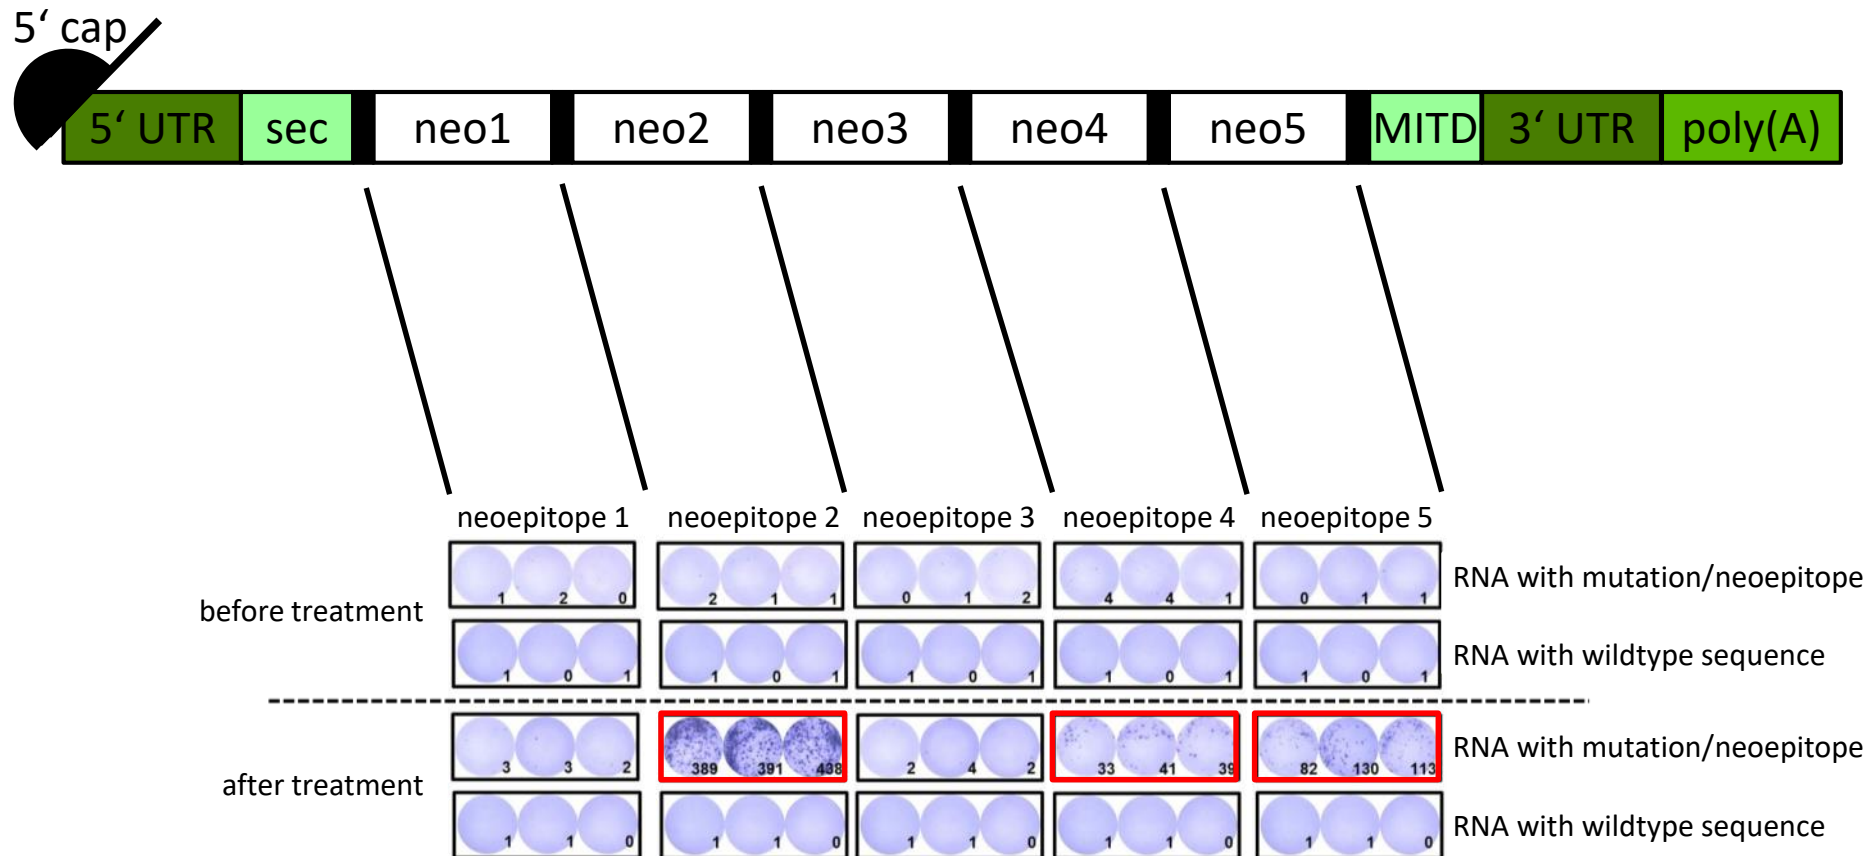 5‘ cap
5‘ UTR sec neo1 neo2 neo3 neo4 neo5 MITD 3‘ UTR poly(A)
neoepitope 1 neoepitope 2 neoepitope 3 neoepitope 4 neoepitope 5
before treatment
1 2 0 2 1 1 0 1 2 4 4 1 0 1 1 RNA with mutation/neoepitope
1 0 1 1 0 1 1 0 1 1 0 1 1 0 1 RNA with wildtype sequence
after treatment
3 3 2 389 391 438 2 4 2 33 41 39 82 130 113 RNA with mutation/neoepitope
1 1 0 1 1 0 1 1 0 1 1 0 1 1 0 RNA with wildtype sequence